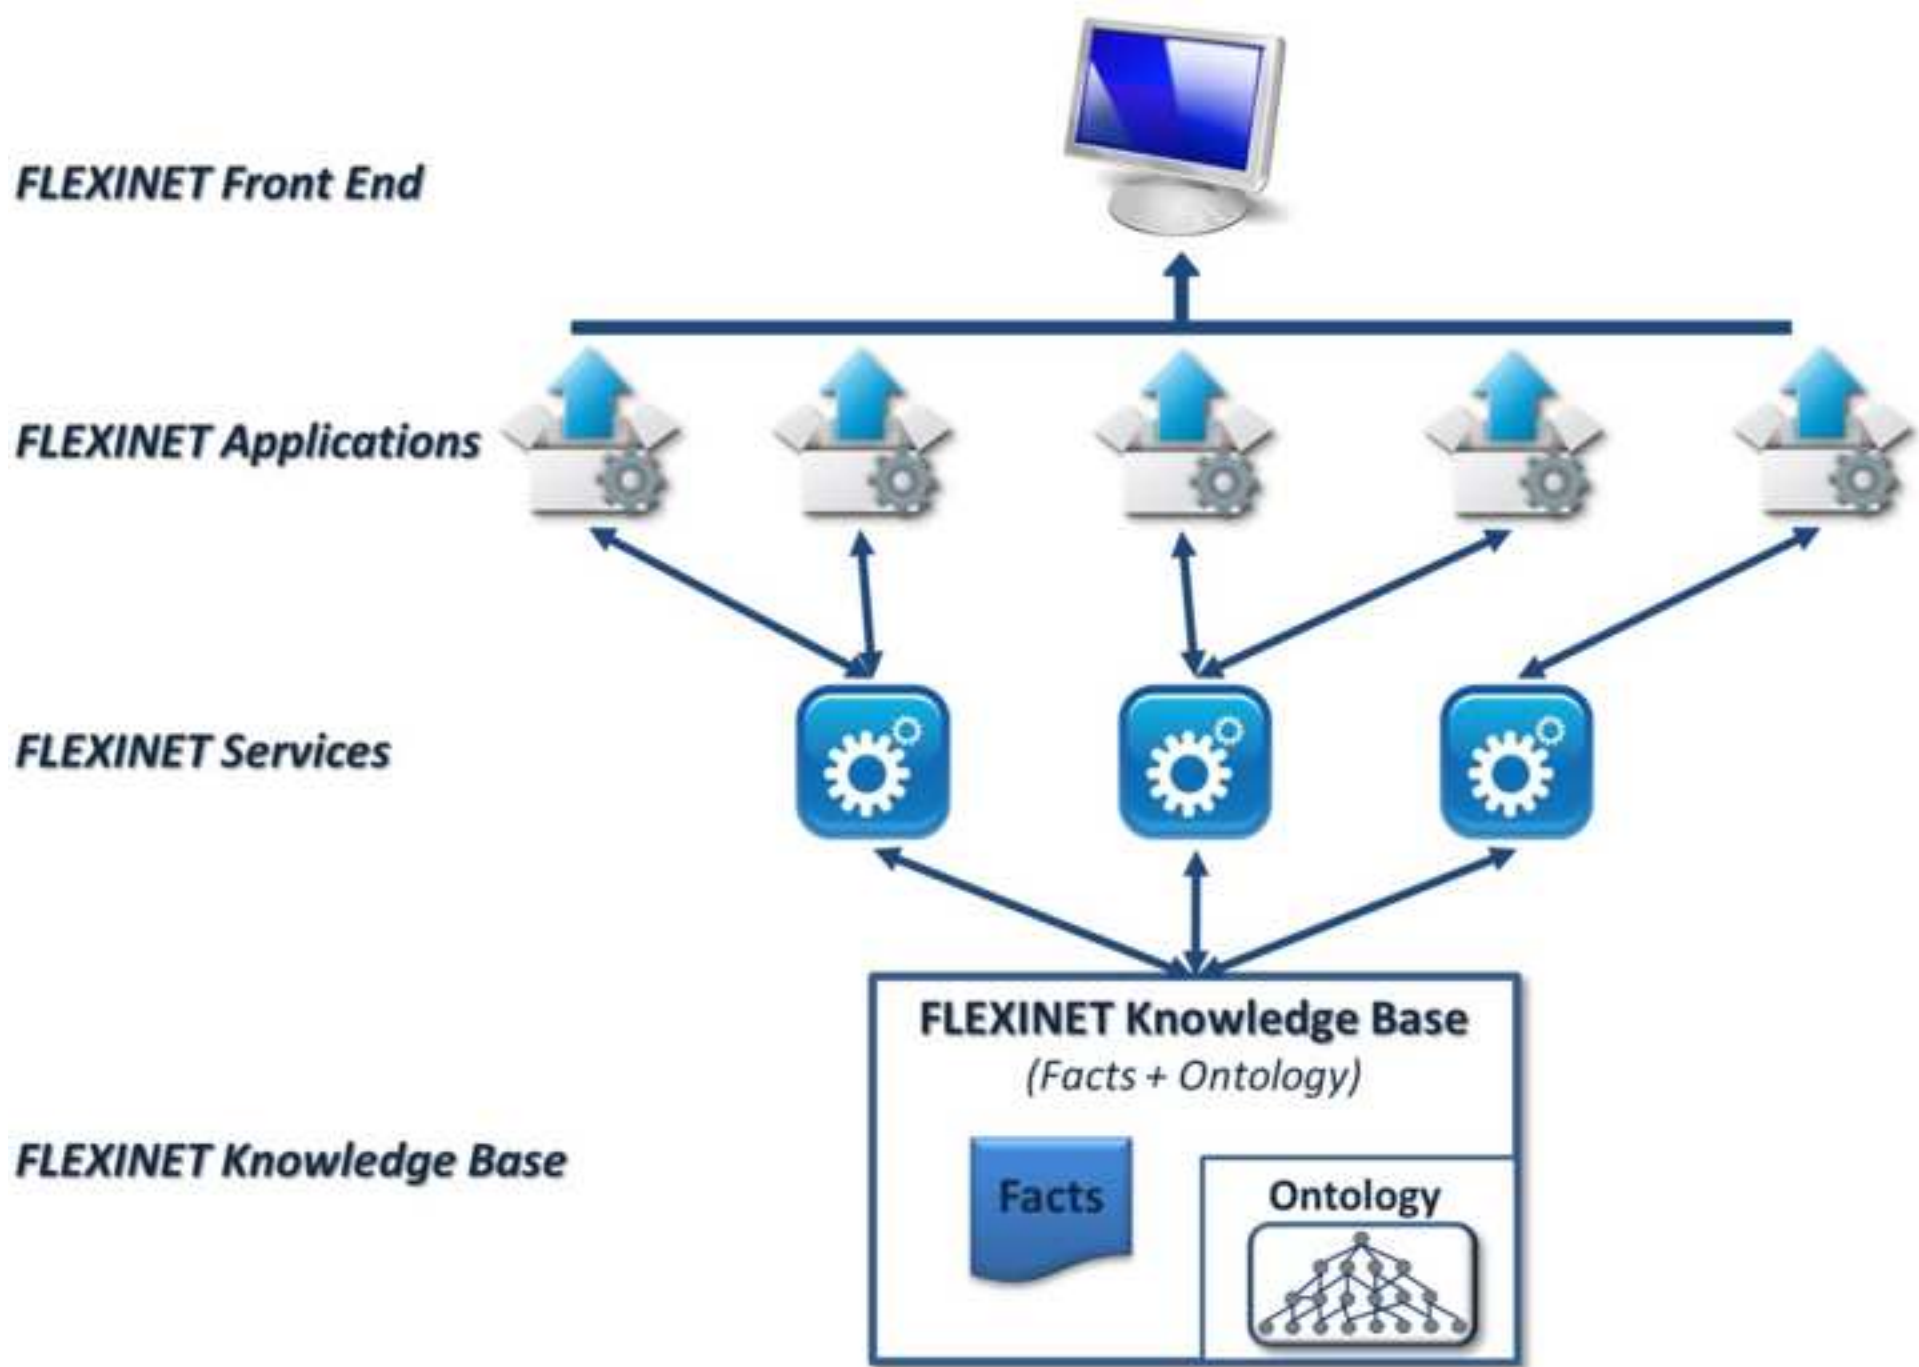 FLEXINET Front End
FLEXINET Applications
FLEXINET Services
FLEXINET Knowledge Base
(Facts + Ontology)
FLEXINET Knowledge Base
Facts
Ontology